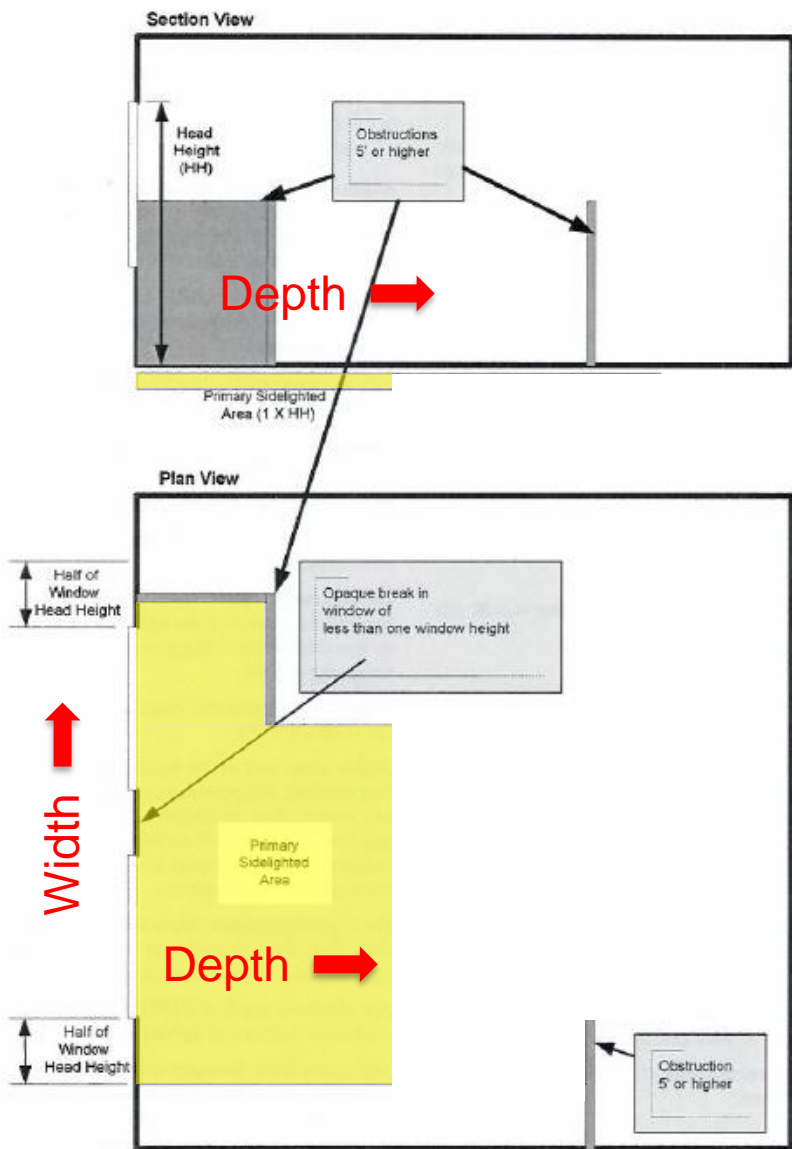 Section View
Head
Height
(HH)
Obstructions
5' or higher
Depth
Primary Sidelighted
Area (1 X HH)
Plan View
Half of
Window
Head Height
Opaque break in
window of
less than one window height
Width
Primary
Sidelighted
Area
Depth
Half of
Window
Head Height
Obstruction
5' or higher